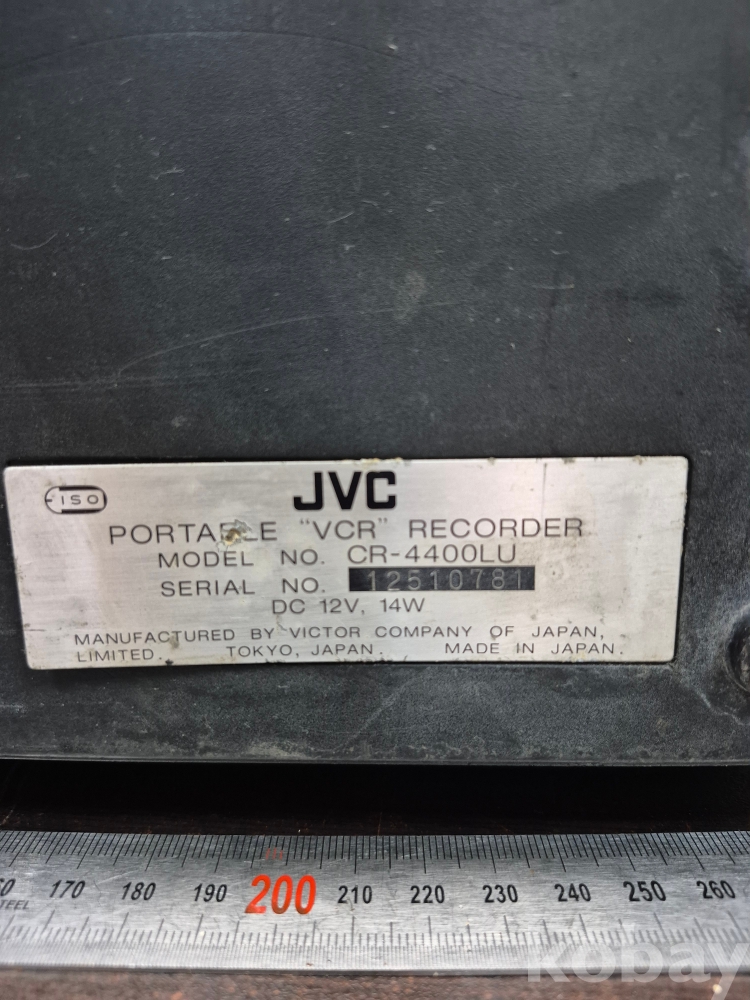 ISO
JVC
PORTABLE "VCR" RECORDER
MODEL NO. CR-4400LU
SERIAL NO. 12510781
DC 12V, 14W
MANUFACTURED BY VICTOR COMPANY OF JAPAN,
LIMITED. TOKYO, JAPAN. MADE IN JAPAN.
170 180 190 200 210 220 230 240 250 260
kobay